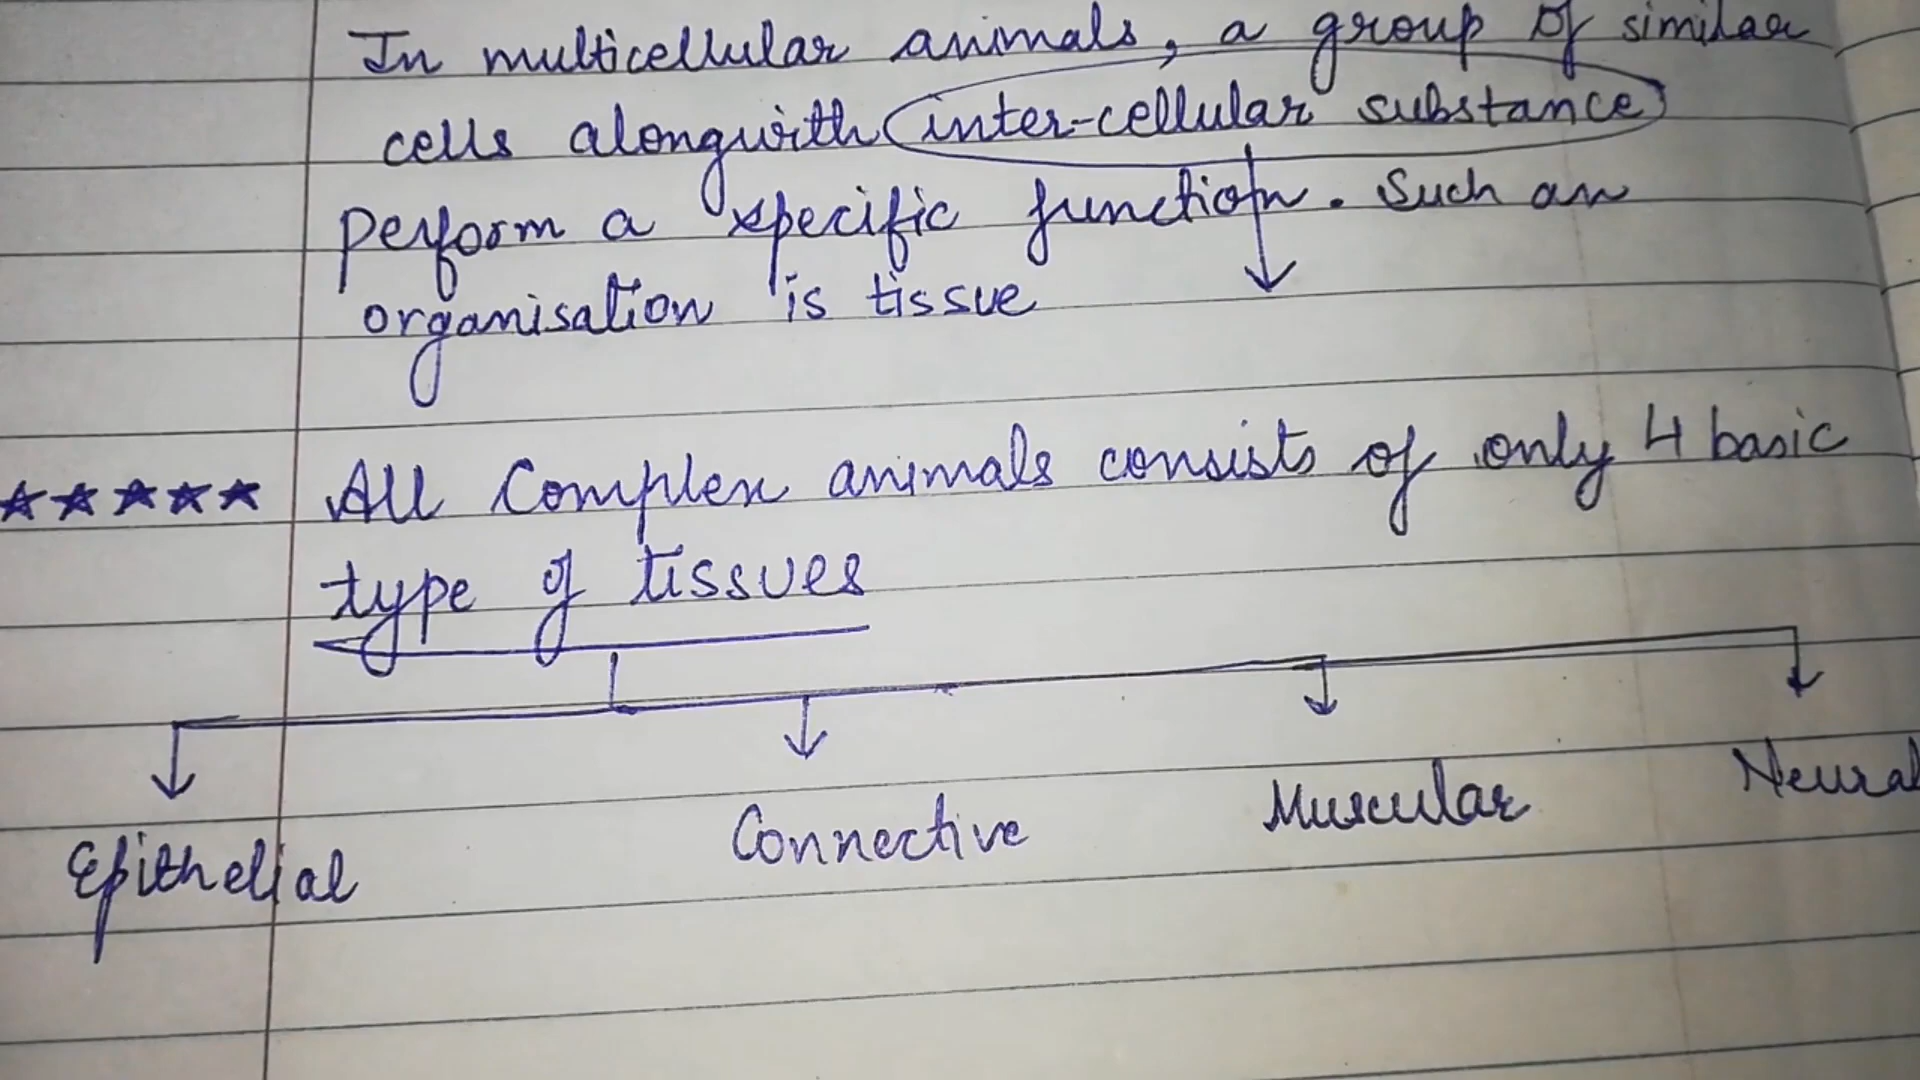 In multicellular animals, a group of similar
cells alongwith inter-cellular substance
perform a specific function. Such an
organisation is tissue
All Complex animals consists of only 4 basic
type of tissues
Epithelial Connective Muscular Neural